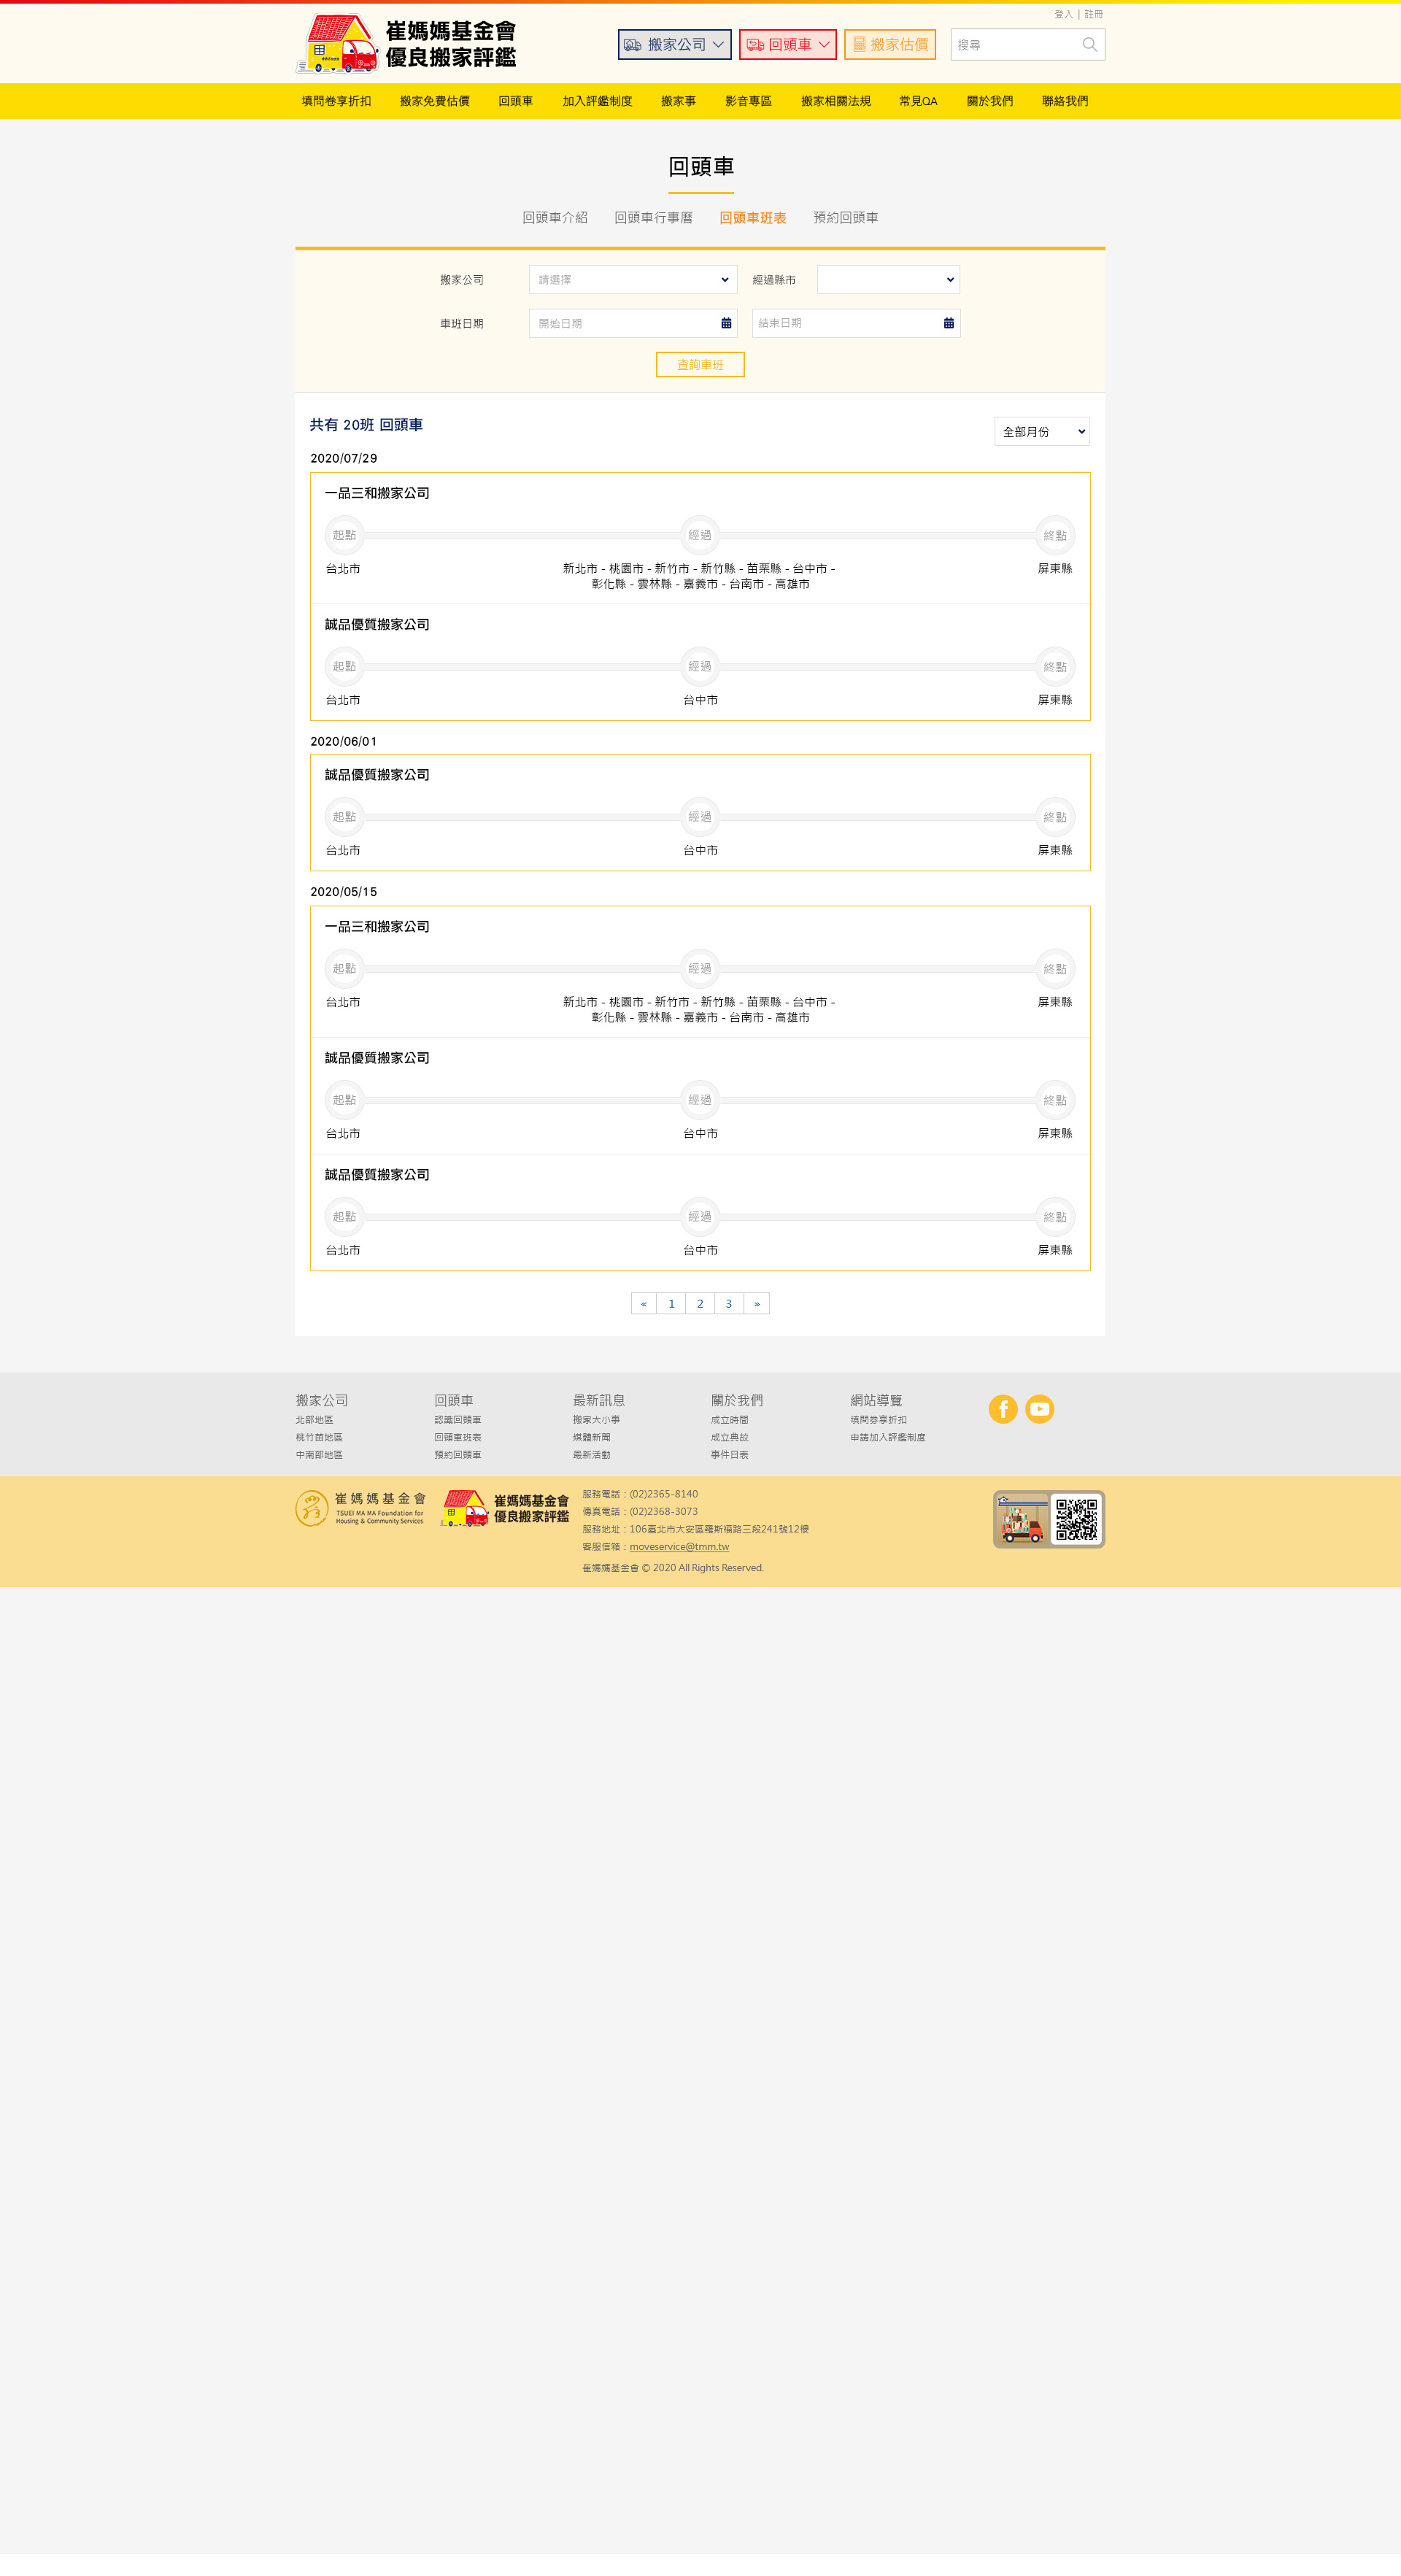 登入 | 註冊
崔媽媽基金會
優良搬家評鑑
搬家公司
回頭車
搬家估價
搜尋
填問卷享折扣 搬家免費估價 回頭車 加入評鑑制度 搬家事 影音專區 搬家相關法規 常見QA 關於我們 聯絡我們
回頭車
回頭車介紹 回頭車行事曆 回頭車班表 預約回頭車
搬家公司 請選擇 經過縣市
車班日期 開始日期 結束日期
查詢車班
共有 20班 回頭車
全部月份
2020/07/29
一品三和搬家公司
起點 經過 終點
台北市 新北市 - 桃園市 - 新竹市 - 新竹縣 - 苗栗縣 - 台中市 - 屏東縣
彰化縣 - 雲林縣 - 嘉義市 - 台南市 - 高雄市
誠品優質搬家公司
起點 經過 終點
台北市 台中市 屏東縣
2020/06/01
誠品優質搬家公司
起點 經過 終點
台北市 台中市 屏東縣
2020/05/15
一品三和搬家公司
起點 經過 終點
台北市 新北市 - 桃園市 - 新竹市 - 新竹縣 - 苗栗縣 - 台中市 - 屏東縣
彰化縣 - 雲林縣 - 嘉義市 - 台南市 - 高雄市
誠品優質搬家公司
起點 經過 終點
台北市 台中市 屏東縣
誠品優質搬家公司
起點 經過 終點
台北市 台中市 屏東縣
« 1 2 3 »
搬家公司 回頭車 最新訊息 關於我們 網站導覽
北部地區 認識回頭車 搬家大小事 成立時間 填問券享折扣
桃竹苗地區 回頭車班表 媒體新聞 成立典故 申請加入評鑑制度
中南部地區 預約回頭車 最新活動 事件日表
崔媽媽基金會
TSUEI MA MA Foundation for
Housing & Community Services
崔媽媽基金會
優良搬家評鑑
服務電話：(02)2365-8140
傳真電話：(02)2368-3073
服務地址：106臺北市大安區羅斯福路三段241號12樓
客服信箱：moveservice@tmm.tw
崔媽媽基金會 © 2020 All Rights Reserved.